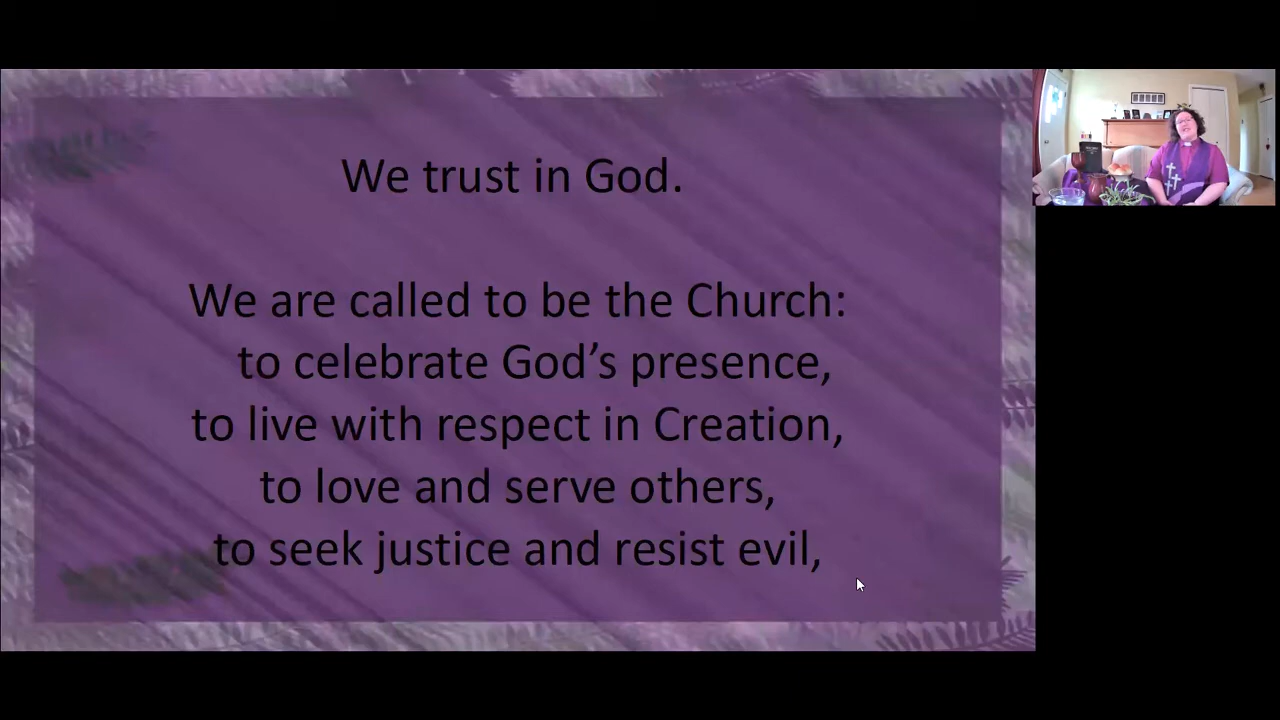 We trust in God.
We are called to be the Church:
to celebrate God’s presence,
to live with respect in Creation,
to love and serve others,
to seek justice and resist evil,